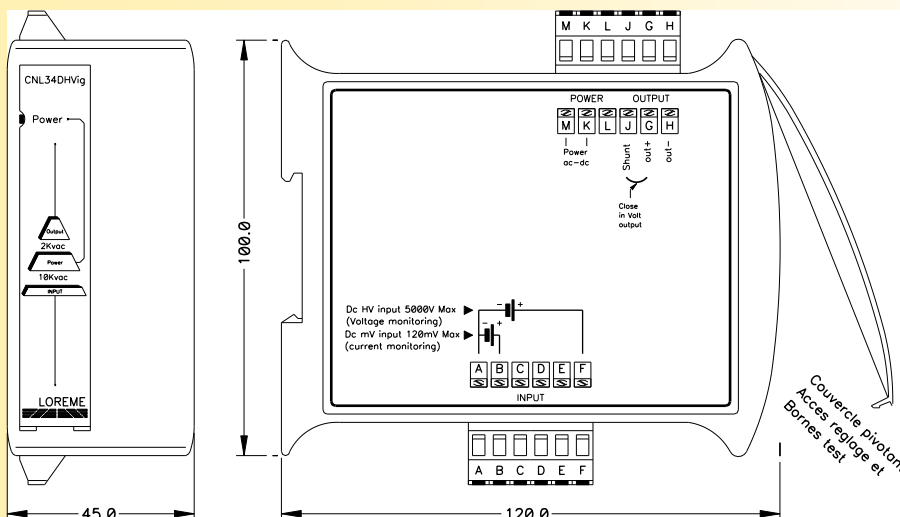 CNL34DHVig
Power
Output
2Kvac
Power
10Kvac
INPUT
LOREME
45.0
100.0
M K L J G H
POWER OUTPUT
M K L J G H
Power
ac-dc
Shunt
out+
out-
Close
in Volt
output
Dc HV input 5000V Max
(Voltage monitoring)
Dc mV input 120mV Max
(current monitoring)
- +
- +
A B C D E F
INPUT
A B C D E F
120.0
Couvercle pivotan
Acces reglage et
Bornes test